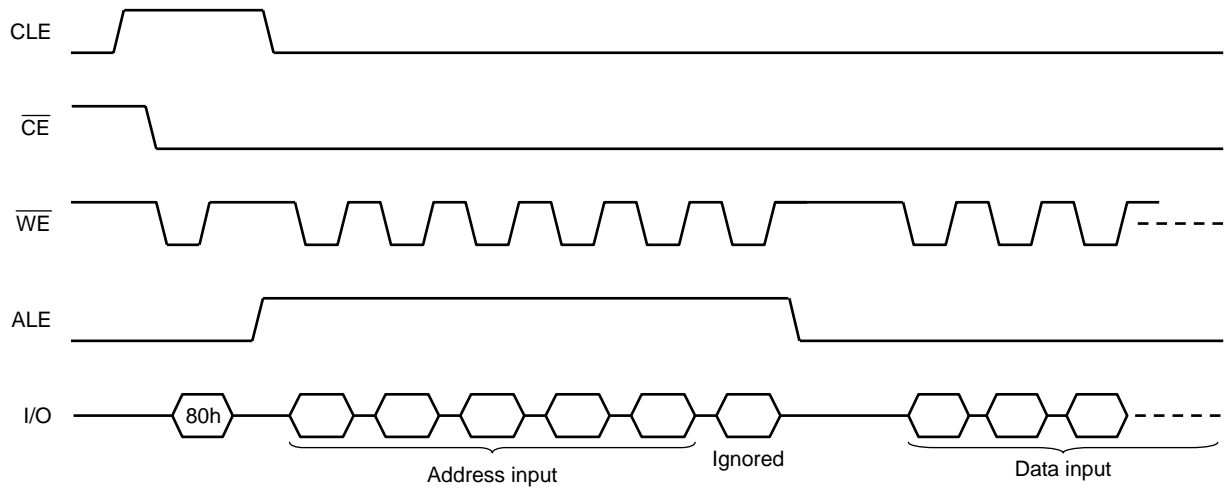 CLE
CE
WE
ALE
I/O
80h
Address input
Ignored
Data input